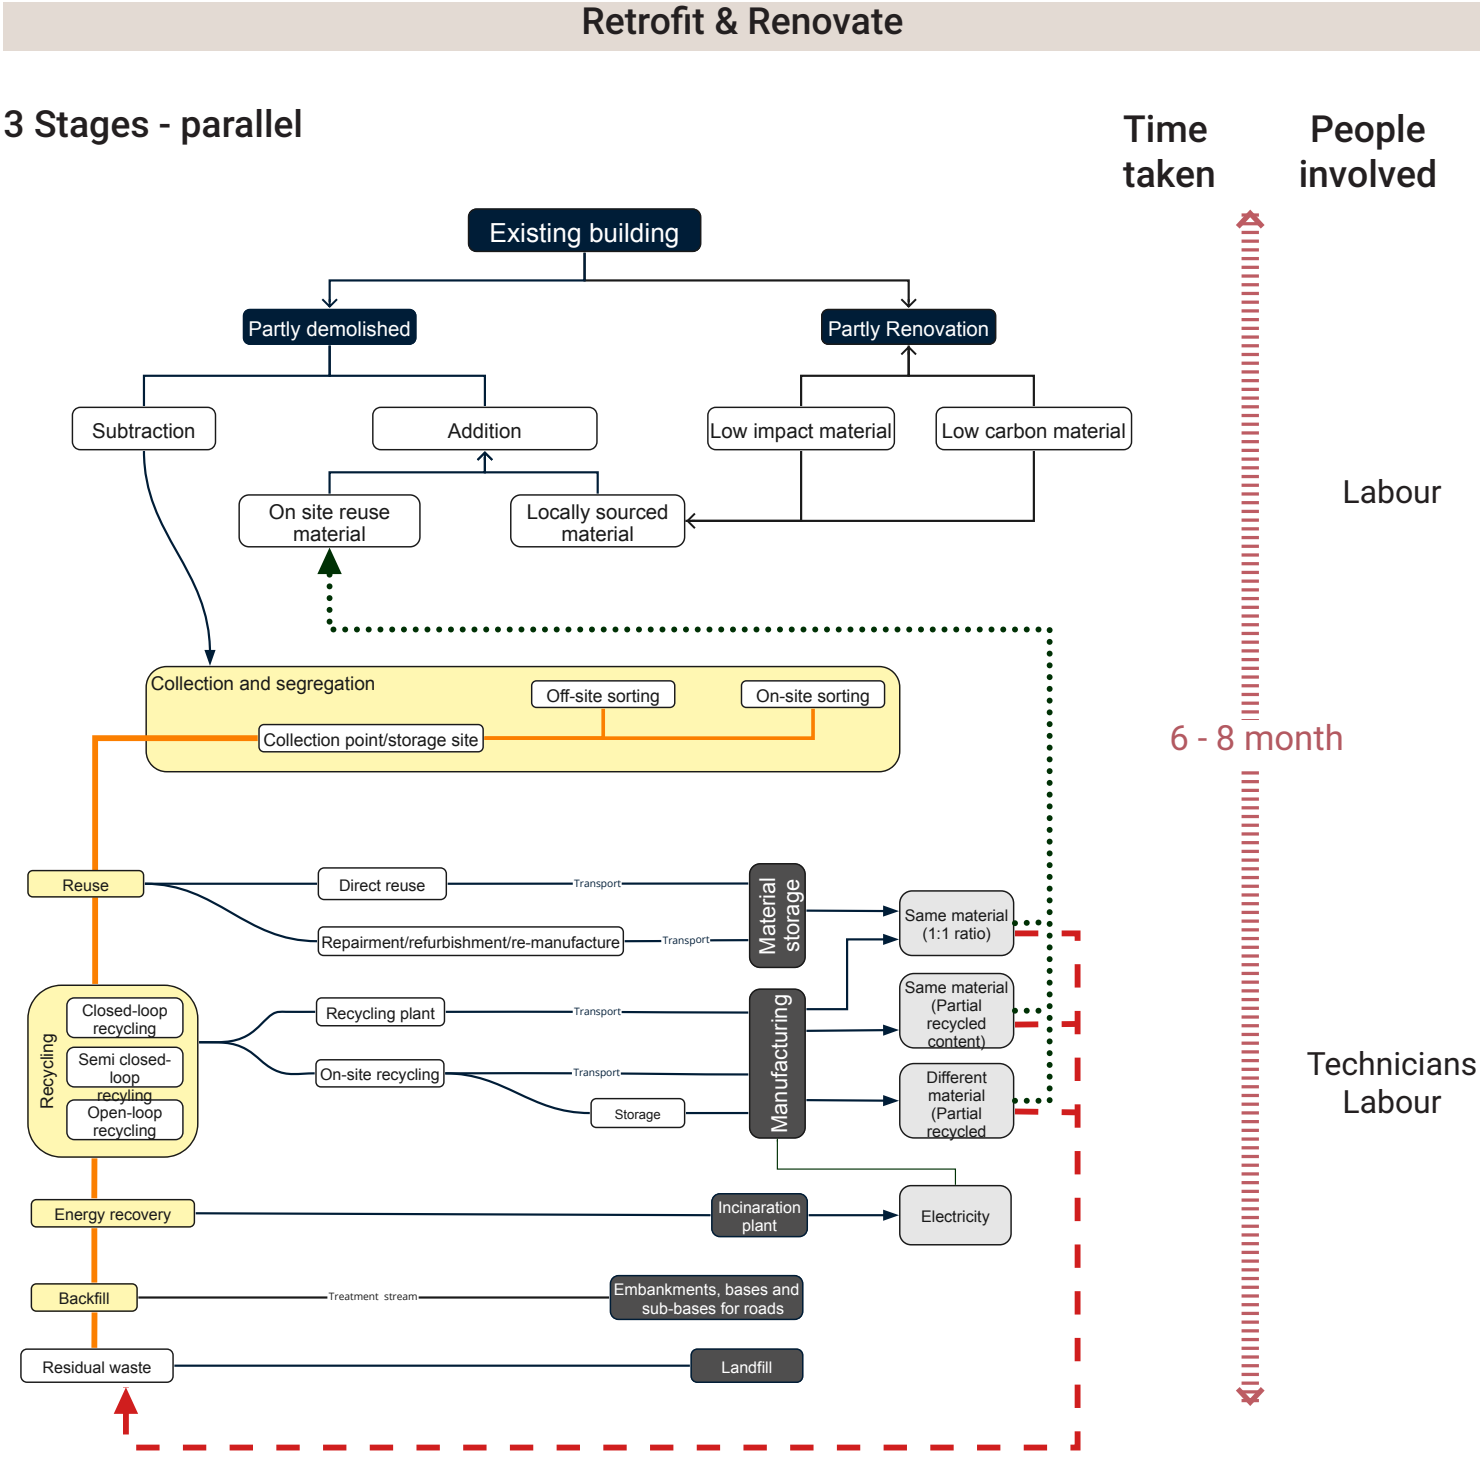 Retrofit & Renovate
3 Stages - parallel
Time
taken
People
involved
Existing building
Partly demolished
Partly Renovation
Subtraction
Addition
Low impact material
Low carbon material
On site reuse
material
Locally sourced
material
Labour
Collection and segregation
Off-site sorting
On-site sorting
Collection point/storage site
6 - 8 month
Reuse
Direct reuse
Transport
Material
storage
Same material
(1:1 ratio)
Repairment/refurbishment/re-manufacture
Transport
Recycling
Closed-loop
recycling
Semi closed-
loop
recyling
Open-loop
recycling
Recycling plant
Transport
On-site recycling
Transport
Storage
Manufacturing
Same material
(Partial
recycled
content)
Different
material
(Partial
recycled
Technicians
Labour
Energy recovery
Incinaration
plant
Electricity
Backfill
Treatment stream
Embankments, bases and
sub-bases for roads
Residual waste
Landfill